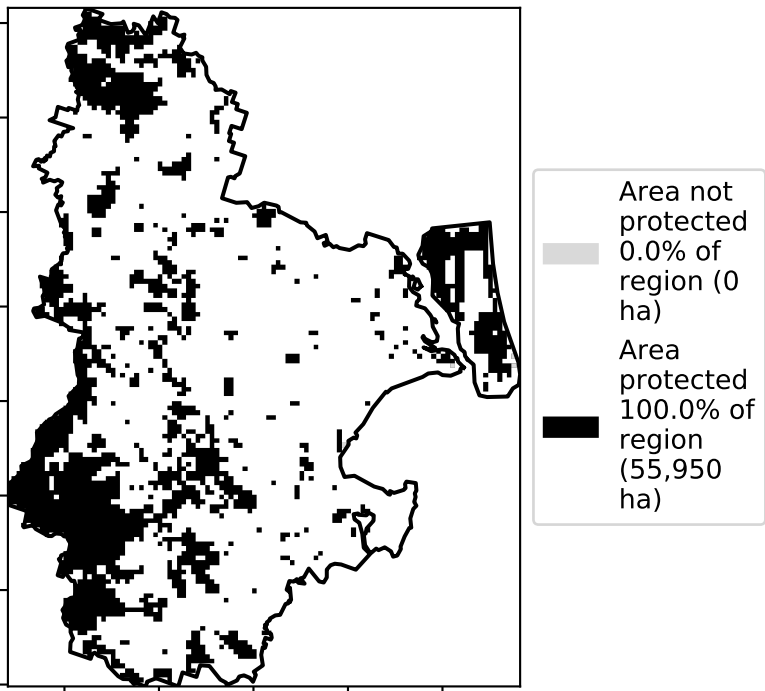 Area not
protected
0.0% of
region (0
ha)
Area
protected
100.0% of
region
(55,950
ha)